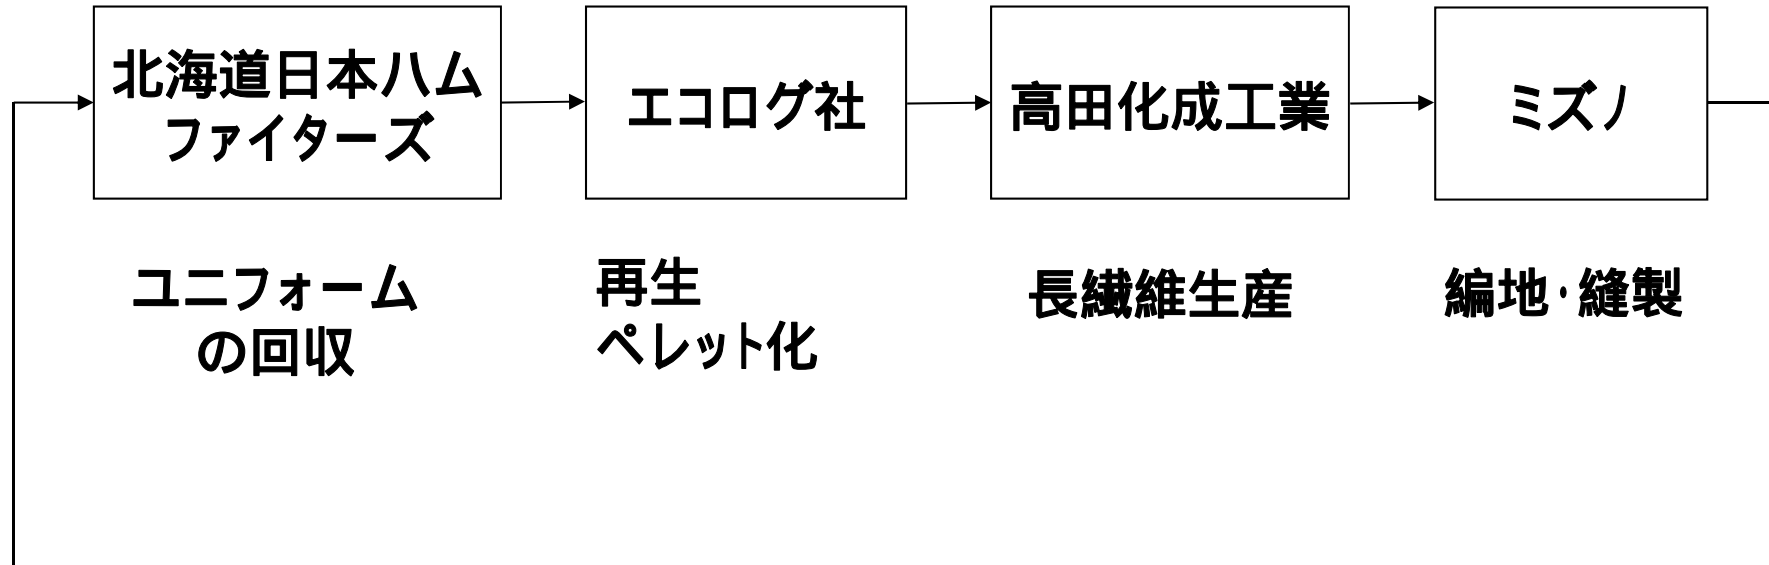 北海道日本ハム
ファイターズ
エコログ社
高田化成工業
ミズノ
ユニフォーム
の回収
再生
ペレット化
長繊維生産
編地・縫製